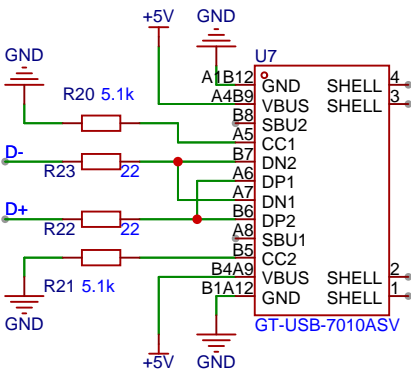 +5V GND
GND U7
A1B12 GND SHELL 4
R20 5.1k A4B9 VBUS SHELL 3
B8 SBU2
A5 CC1
D- B7 DN2
R23 22 A6 DP1
A7 DN1
D+ B6 DP2
R22 22 A8 SBU1
B5 CC2
R21 5.1k B4A9 VBUS SHELL 2
B1A12 GND SHELL 1
GND GT-USB-7010ASV
+5V GND